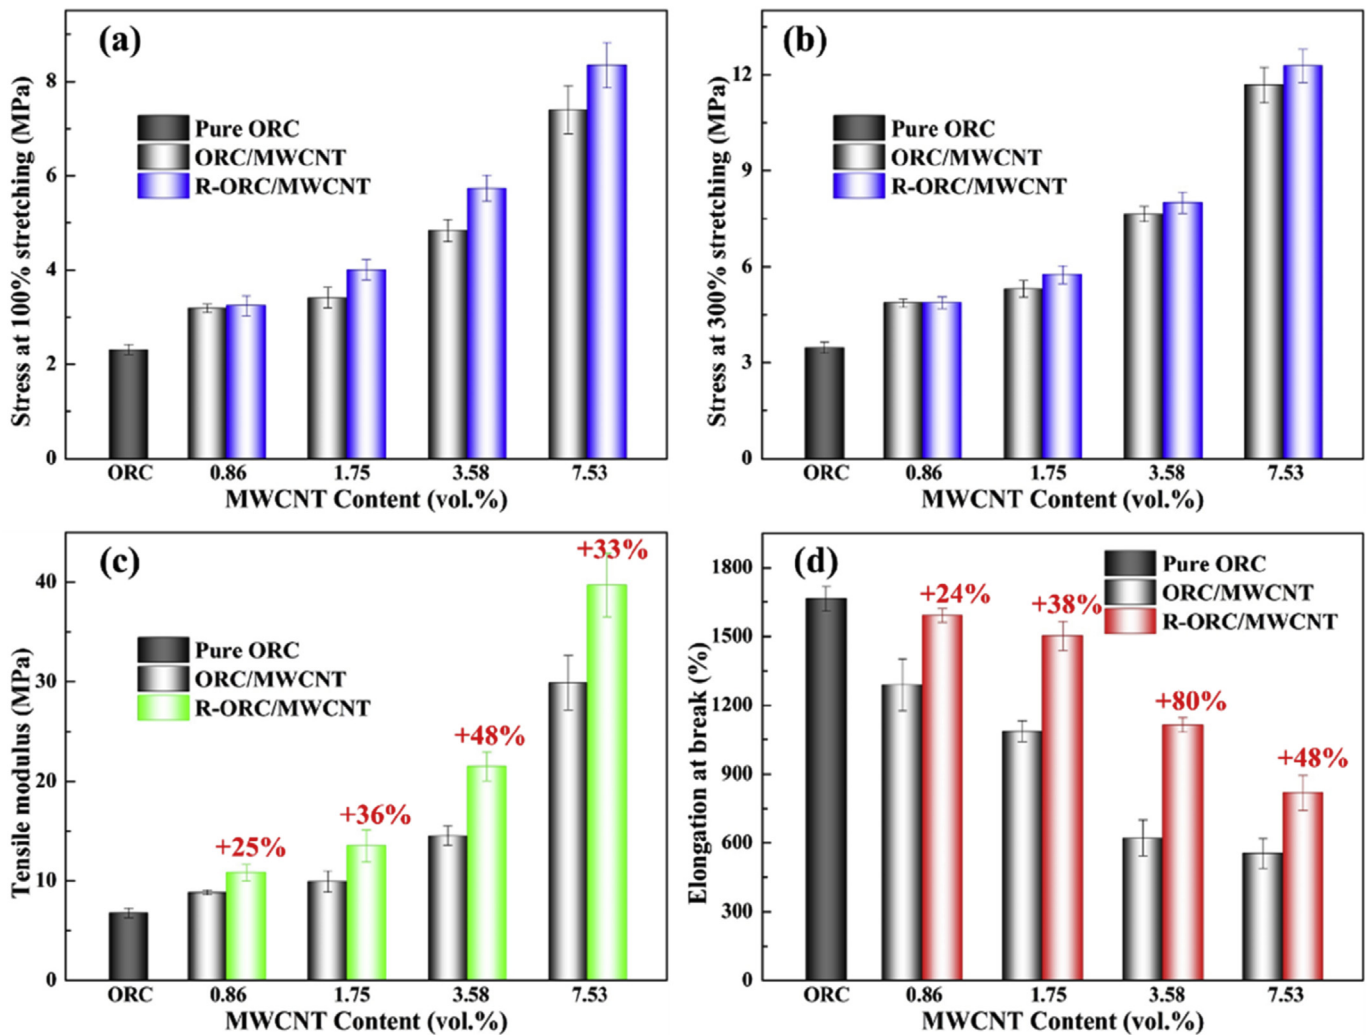 (a)
Stress at 100% stretching (MPa)
8
6
4
2
0
Pure ORC
ORC/MWCNT
R-ORC/MWCNT
ORC 0.86 1.75 3.58 7.53
MWCNT Content (vol.%)
(b)
Stress at 300% stretching (MPa)
12
9
6
3
0
Pure ORC
ORC/MWCNT
R-ORC/MWCNT
ORC 0.86 1.75 3.58 7.53
MWCNT Content (vol.%)
(c)
Tensile modulus (MPa)
40
30
20
10
0
Pure ORC
ORC/MWCNT
R-ORC/MWCNT
+25%
+36%
+48%
+33%
ORC 0.86 1.75 3.58 7.53
MWCNT Content (vol.%)
(d)
Elongation at break (%)
1800
1500
1200
900
600
300
0
Pure ORC
ORC/MWCNT
R-ORC/MWCNT
+24%
+38%
+80%
+48%
ORC 0.86 1.75 3.58 7.53
MWCNT Content (vol.%)